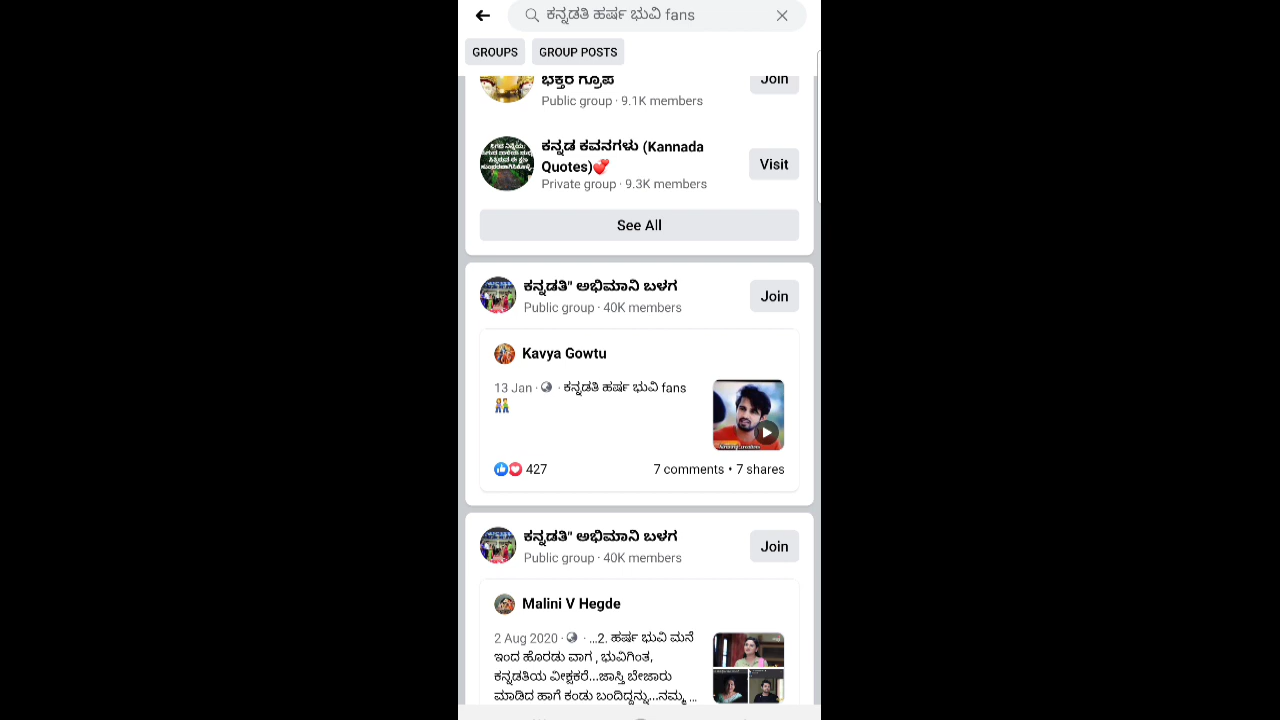 ಕನ್ನಡತಿ ಹರ್ಷ ಭುವಿ fans
GROUPS
GROUP POSTS
ಭಕ್ತರ ಗ್ರೂಪ
Join
Public group · 9.1K members
ಕನ್ನಡ ಕವನಗಳು (Kannada
Quotes)💕
Visit
Private group · 9.3K members
See All
ಕನ್ನಡತಿ" ಅಭಿಮಾನಿ ಬಳಗ
Public group · 40K members
Join
Kavya Gowtu
13 Jan · ಕನ್ನಡತಿ ಹರ್ಷ ಭುವಿ fans
👫
427
7 comments • 7 shares
ಕನ್ನಡತಿ" ಅಭಿಮಾನಿ ಬಳಗ
Public group · 40K members
Join
Malini V Hegde
2 Aug 2020 · ...2. ಹರ್ಷ ಭುವಿ ಮನೆ
ಇಂದ ಹೊರಡು ವಾಗ , ಭುವಿಗಿಂತ,
ಕನ್ನಡತಿಯ ವೀಕ್ಷಕರೆ...ಜಾಸ್ತಿ ಬೇಜಾರು
ಮಾಡಿದ ಹಾಗೆ ಕಂಡು ಬಂದಿದ್ದನ್ನು...ನಮ್ಮ ...